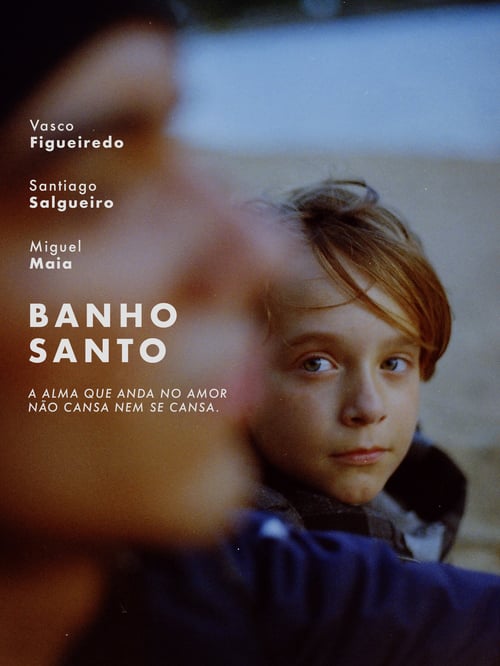 Vasco
Figueiredo
Santiago
Salgueiro
Miguel
Maia
BANHO
SANTO
A ALMA QUE ANDA NO AMOR
NÃO CANSA NEM SE CANSA.